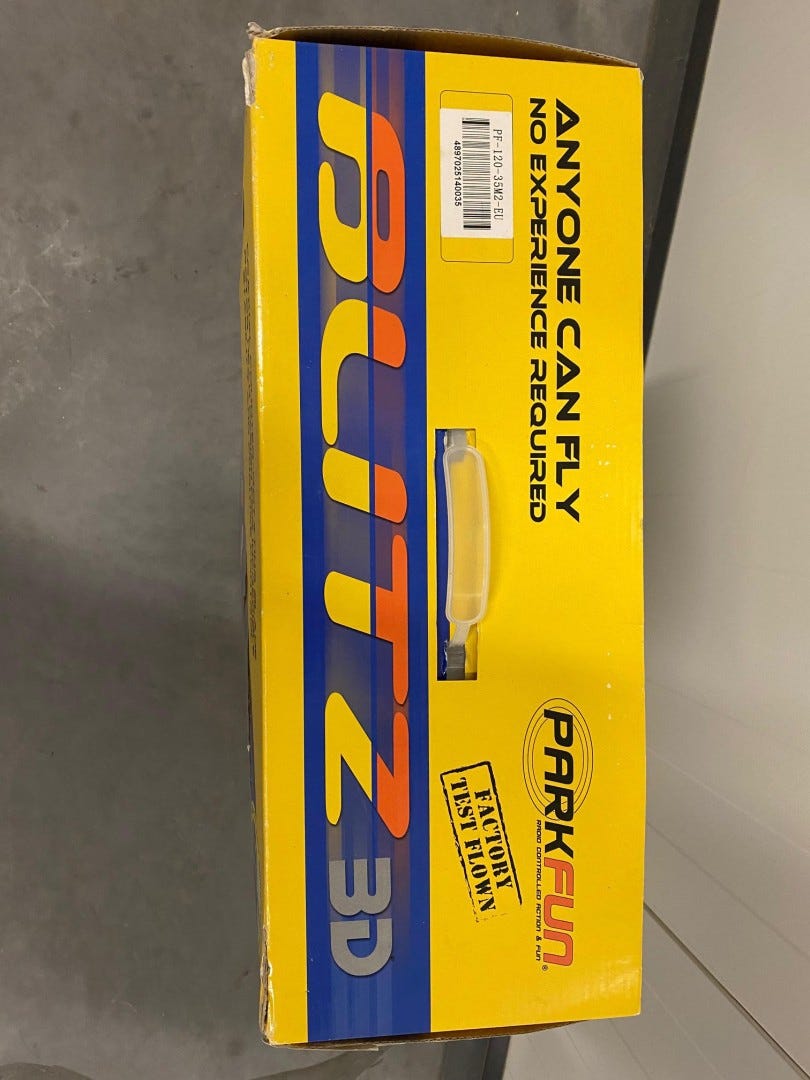 ANYONE CAN FLY
NO EXPERIENCE REQUIRED
PF-120-35M2-EU
4897025140035
PARKFUN®
RADIO CONTROLLED ACTION & FUN
FACTORY
TEST FLOWN
BLITZ 3D